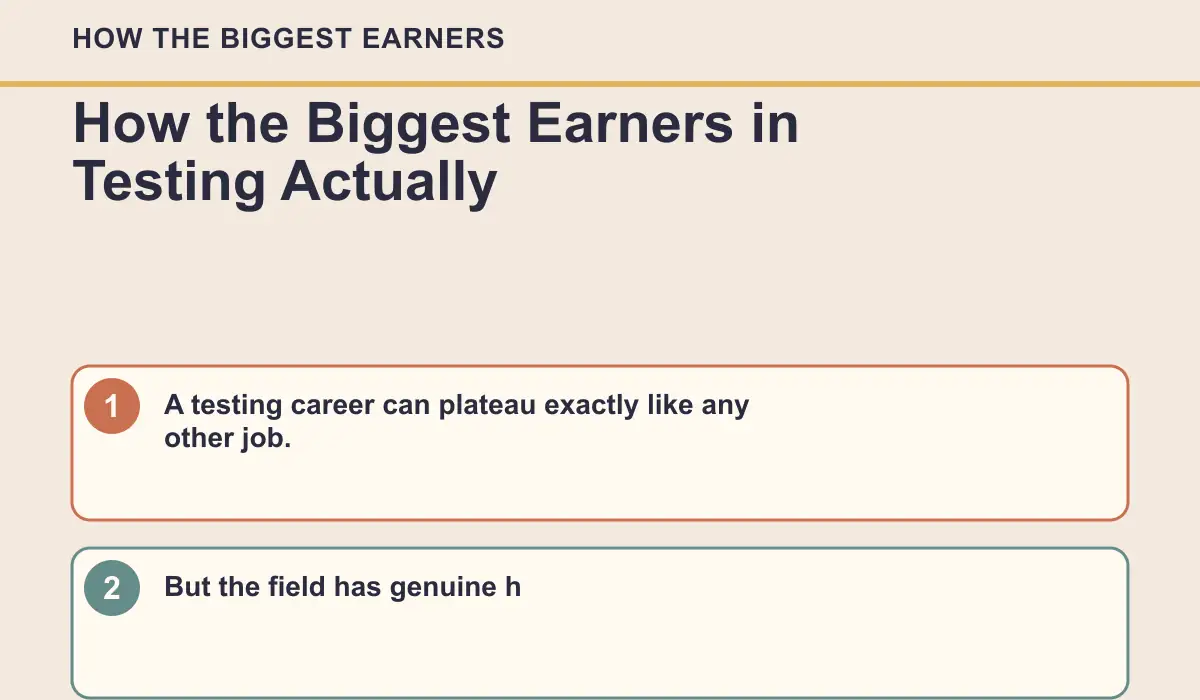 HOW THE BIGGEST EARNERS
How the Biggest Earners in
Testing Actually
1
A testing career can plateau exactly like any
other job.
2
But the field has genuine h